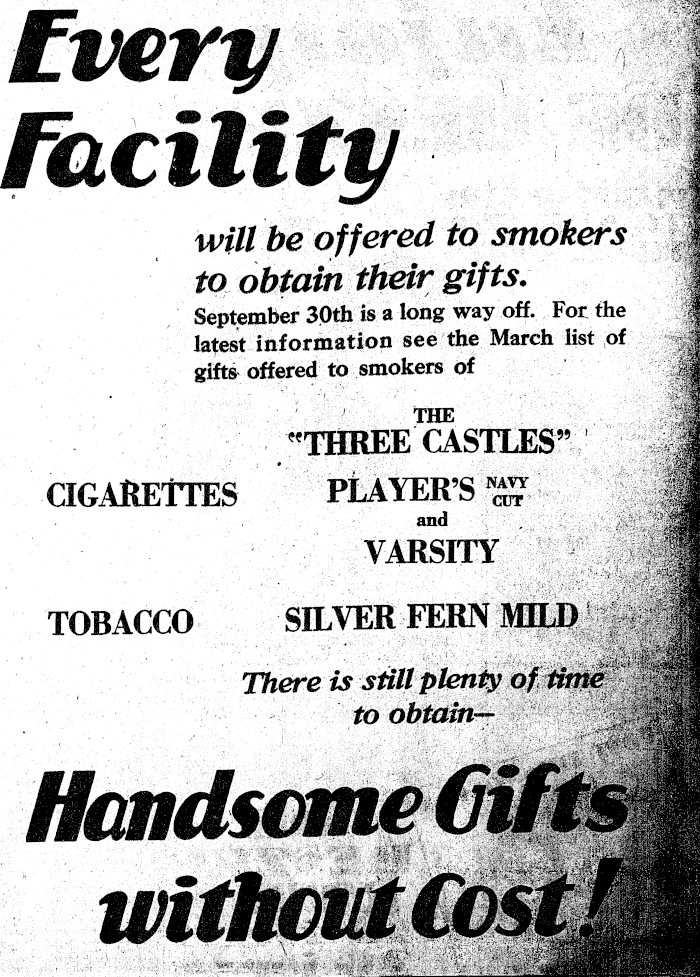 Every
Facility
will be offered to smokers
to obtain their gifts.
September 30th is a long way off. For the
latest information see the March list of
gifts offered to smokers of
THE
"THREE CASTLES"
CIGARETTES PLAYER'S NAVY CUT
and
VARSITY
TOBACCO SILVER FERN MILD
There is still plenty of time
to obtain—
Handsome Gifts
without Cost!